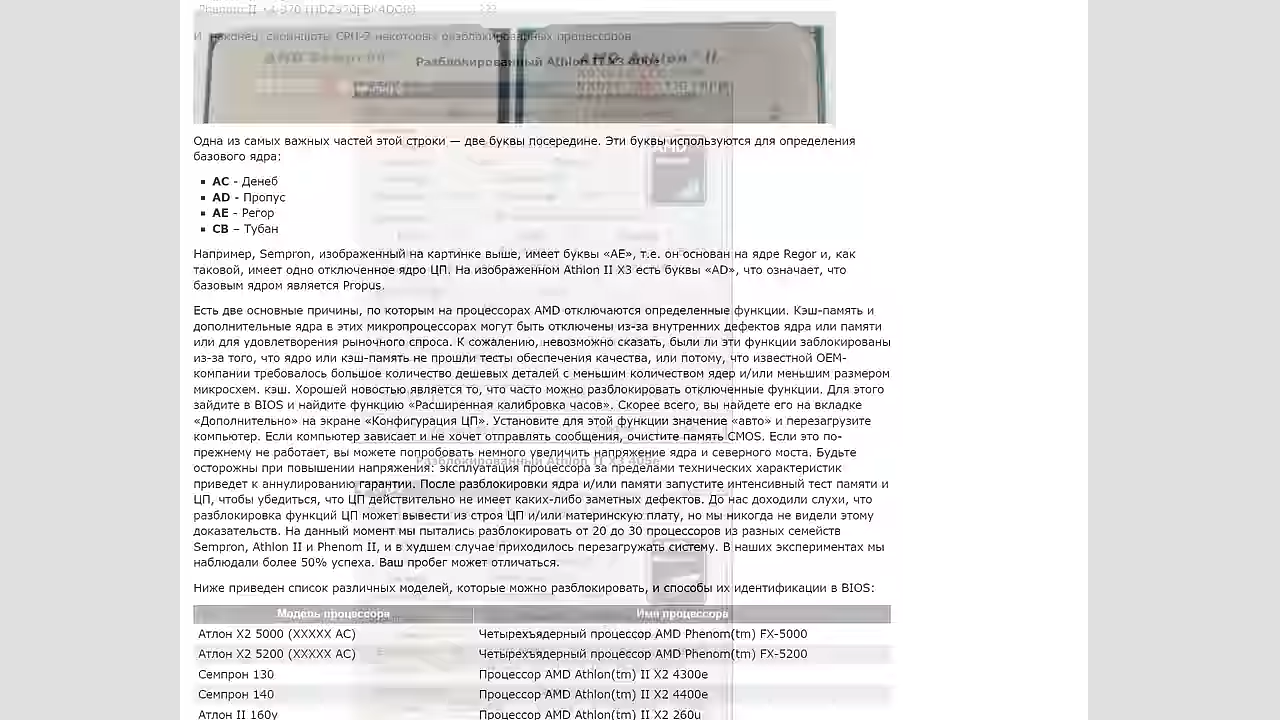 И наконец, скриншоты CPU-Z некоторых разблокированных процессоров
Разблокированный Athlon II X3 400e
Одна из самых важных частей этой строки — две буквы посередине. Эти буквы используются для определения
базового ядра:
AC - Денеб
AD - Пропус
AE - Регор
CB – Тубан
Например, Sempron, изображенный на картинке выше, имеет буквы «AE», т.е. он основан на ядре Regor и, как
таковой, имеет одно отключенное ядро ЦП. На изображенном Athlon II X3 есть буквы «AD», что означает, что
базовым ядром является Propus.
Есть две основные причины, по которым на процессорах AMD отключаются определенные функции. Кэш-память и
дополнительные ядра в этих микропроцессорах могут быть отключены из-за внутренних дефектов ядра или памяти
или для удовлетворения рыночного спроса. К сожалению, невозможно сказать, были ли эти функции заблокированы
из-за того, что ядро или кэш-память не прошли тесты обеспечения качества, или потому, что известной OEM-
компании требовалось большое количество дешевых деталей с меньшим количеством ядер и/или меньшим размером
микросхем. кэш. Хорошей новостью является то, что часто можно разблокировать отключенные функции. Для этого
зайдите в BIOS и найдите функцию «Расширенная калибровка часов». Скорее всего, вы найдете его на вкладке
«Дополнительно» на экране «Конфигурация ЦП». Установите для этой функции значение «авто» и перезагрузите
компьютер. Если компьютер зависает и не хочет отправлять сообщения, очистите память CMOS. Если это по-
прежнему не работает, вы можете попробовать немного увеличить напряжение ядра и северного моста. Будьте
осторожны при повышении напряжения: эксплуатация процессора за пределами технических характеристик
приведет к аннулированию гарантии. После разблокировки ядра и/или памяти запустите интенсивный тест памяти и
ЦП, чтобы убедиться, что ЦП действительно не имеет каких-либо заметных дефектов. До нас доходили слухи, что
разблокировка функций ЦП может вывести из строя ЦП и/или материнскую плату, но мы никогда не видели этому
доказательств. На данный момент мы пытались разблокировать от 20 до 30 процессоров из разных семейств
Sempron, Athlon II и Phenom II, и в худшем случае приходилось перезагружать систему. В наших экспериментах мы
наблюдали более 50% успеха. Ваш пробег может отличаться.
Разблокированный Athlon II X3 405e
Ниже приведен список различных моделей, которые можно разблокировать, и способы их идентификации в BIOS:
Модель процессора Имя процессора
Атлон X2 5000 (XXXXX AC) Четырехъядерный процессор AMD Phenom(tm) FX-5000
Атлон X2 5200 (XXXXX AC) Четырехъядерный процессор AMD Phenom(tm) FX-5200
Семпрон 130 Процессор AMD Athlon(tm) II X2 4300e
Семпрон 140 Процессор AMD Athlon(tm) II X2 4400e
Атлон II 160у Процессор AMD Athlon(tm) II X2 260u